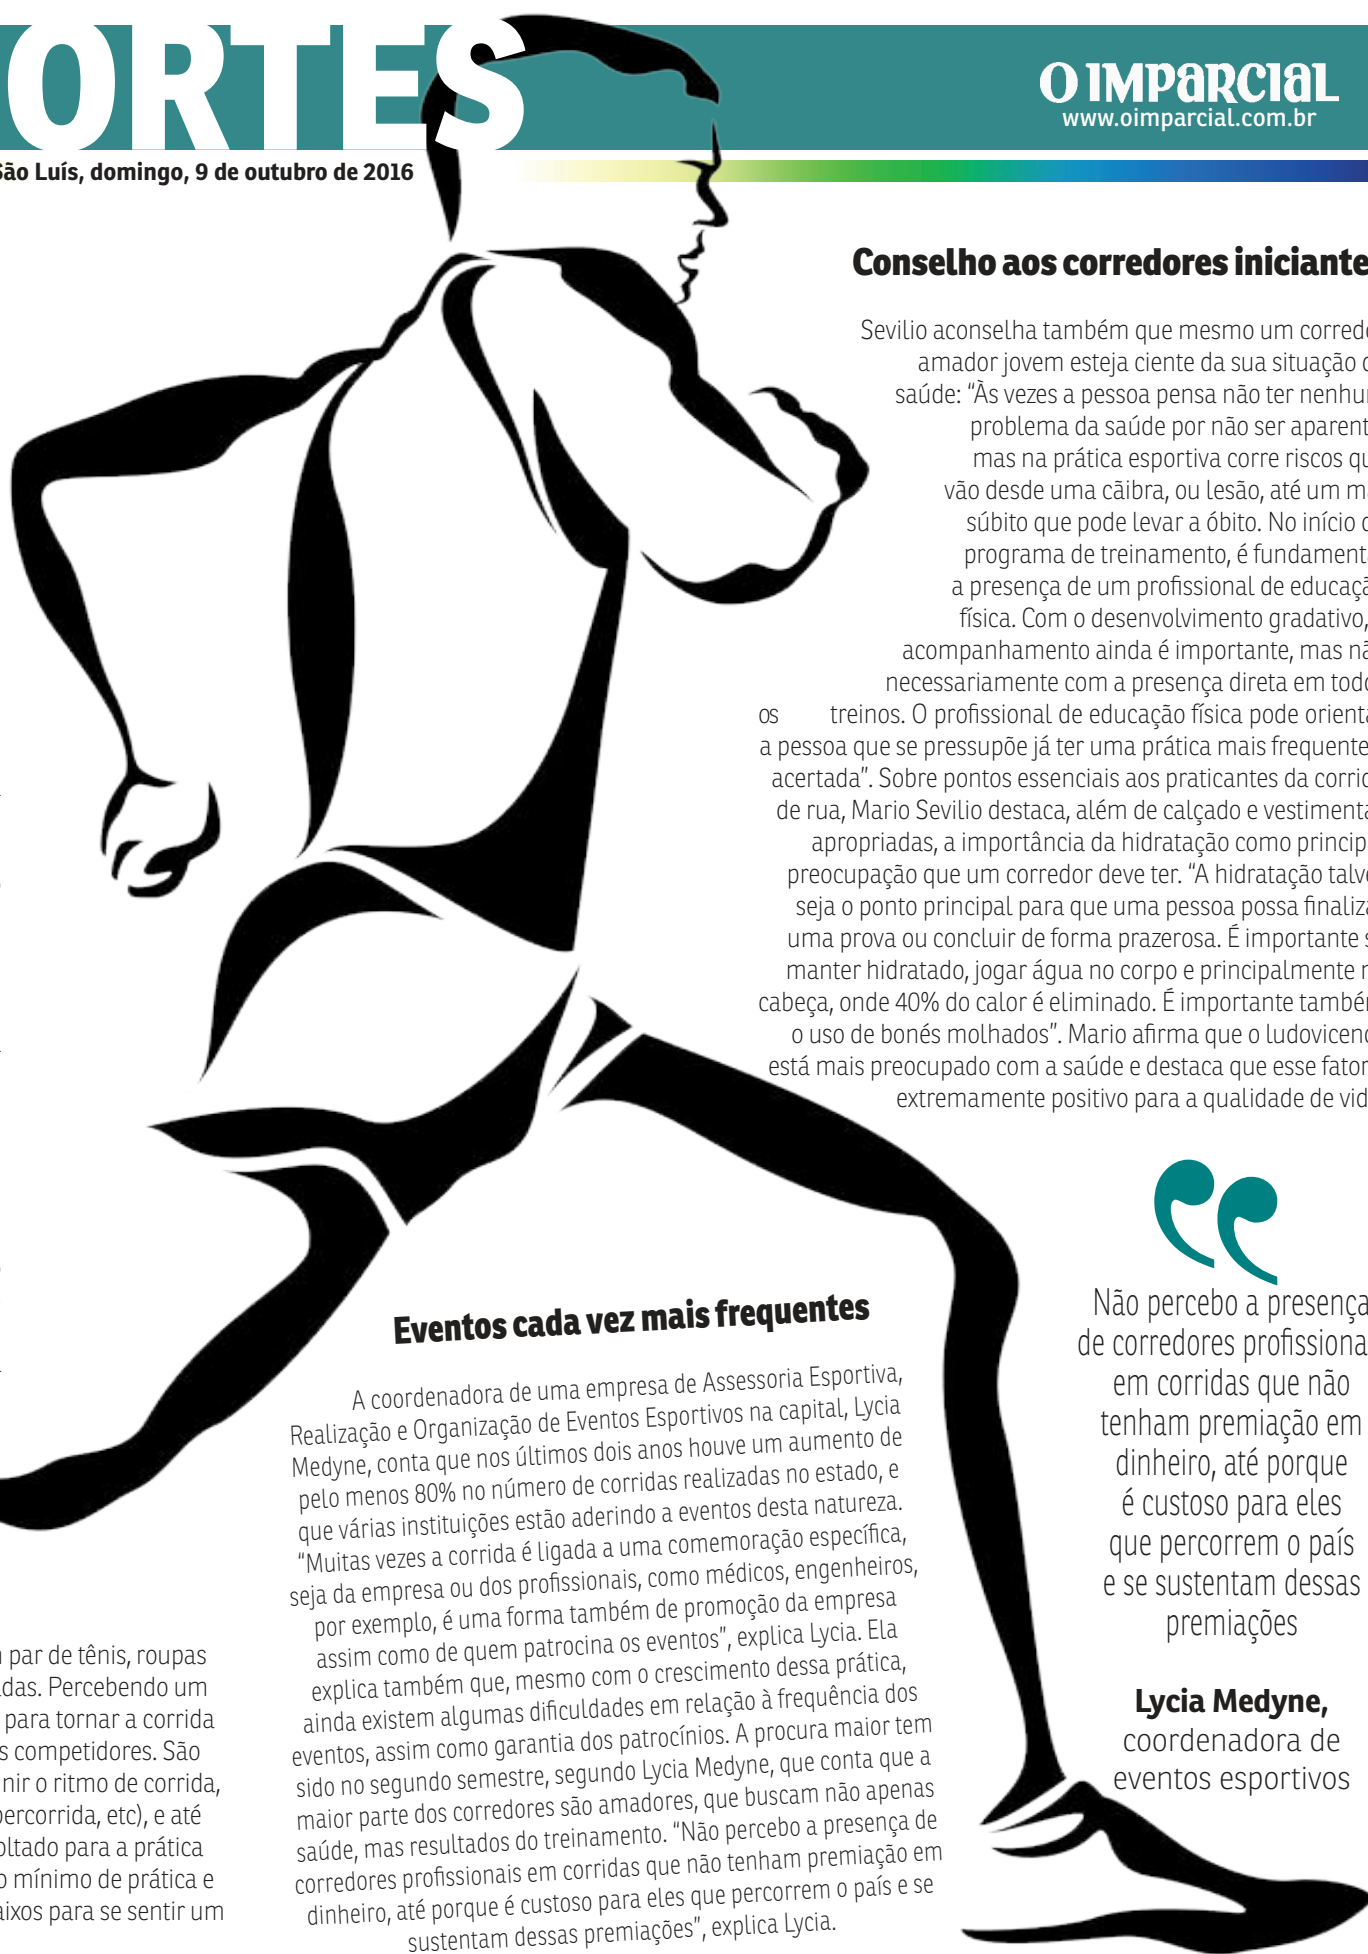 ORTES
O IMPARCIAL
www.oimparcial.com.br
São Luís, domingo, 9 de outubro de 2016
Conselho aos corredores iniciante
Sevilio aconselha também que mesmo um corredo
amador jovem esteja ciente da sua situação d
saúde: “Às vezes a pessoa pensa não ter nenhu
problema da saúde por não ser aparent
mas na prática esportiva corre riscos qu
vão desde uma cãibra, ou lesão, até um ma
súbito que pode levar a óbito. No início d
programa de treinamento, é fundamenta
a presença de um profissional de educaçã
física. Com o desenvolvimento gradativo,
acompanhamento ainda é importante, mas nã
necessariamente com a presença direta em todo
os treinos. O profissional de educação física pode orienta
a pessoa que se pressupõe já ter uma prática mais frequente
acertada”. Sobre pontos essenciais aos praticantes da corrid
de rua, Mario Sevilio destaca, além de calçado e vestimenta
apropriadas, a importância da hidratação como princip
preocupação que um corredor deve ter. “A hidratação talve
seja o ponto principal para que uma pessoa possa finaliza
uma prova ou concluir de forma prazerosa. É importante s
manter hidratado, jogar água no corpo e principalmente n
cabeça, onde 40% do calor é eliminado. É importante també
o uso de bonés molhados”. Mario afirma que o ludovicens
está mais preocupado com a saúde e destaca que esse fator
extremamente positivo para a qualidade de vid
Eventos cada vez mais frequentes
A coordenadora de uma empresa de Assessoria Esportiva,
Realização e Organização de Eventos Esportivos na capital, Lycia
Medyne, conta que nos últimos dois anos houve um aumento de
pelo menos 80% no número de corridas realizadas no estado, e
que várias instituições estão aderindo a eventos desta natureza.
“Muitas vezes a corrida é ligada a uma comemoração específica,
seja da empresa ou dos profissionais, como médicos, engenheiros,
por exemplo, é uma forma também de promoção da empresa
assim como de quem patrocina os eventos”, explica Lycia. Ela
explica também que, mesmo com o crescimento dessa prática,
ainda existem algumas dificuldades em relação à frequência dos
eventos, assim como garantia dos patrocínios. A procura maior tem
sido no segundo semestre, segundo Lycia Medyne, que conta que a
maior parte dos corredores são amadores, que buscam não apenas
saúde, mas resultados do treinamento. “Não percebo a presença de
corredores profissionais em corridas que não tenham premiação em
dinheiro, até porque é custoso para eles que percorrem o país e se
sustentam dessas premiações”, explica Lycia.
Não percebo a presença
de corredores profissiona
em corridas que não
tenham premiação em
dinheiro, até porque
é custoso para eles
que percorrem o país
e se sustentam dessas
premiações
Lycia Medyne,
coordenadora de
eventos esportivos
par de tênis, roupas
das. Percebendo um
para tornar a corrida
s competidores. São
nir o ritmo de corrida,
percorrida, etc), e até
oltado para a prática
o mínimo de prática e
aixos para se sentir um